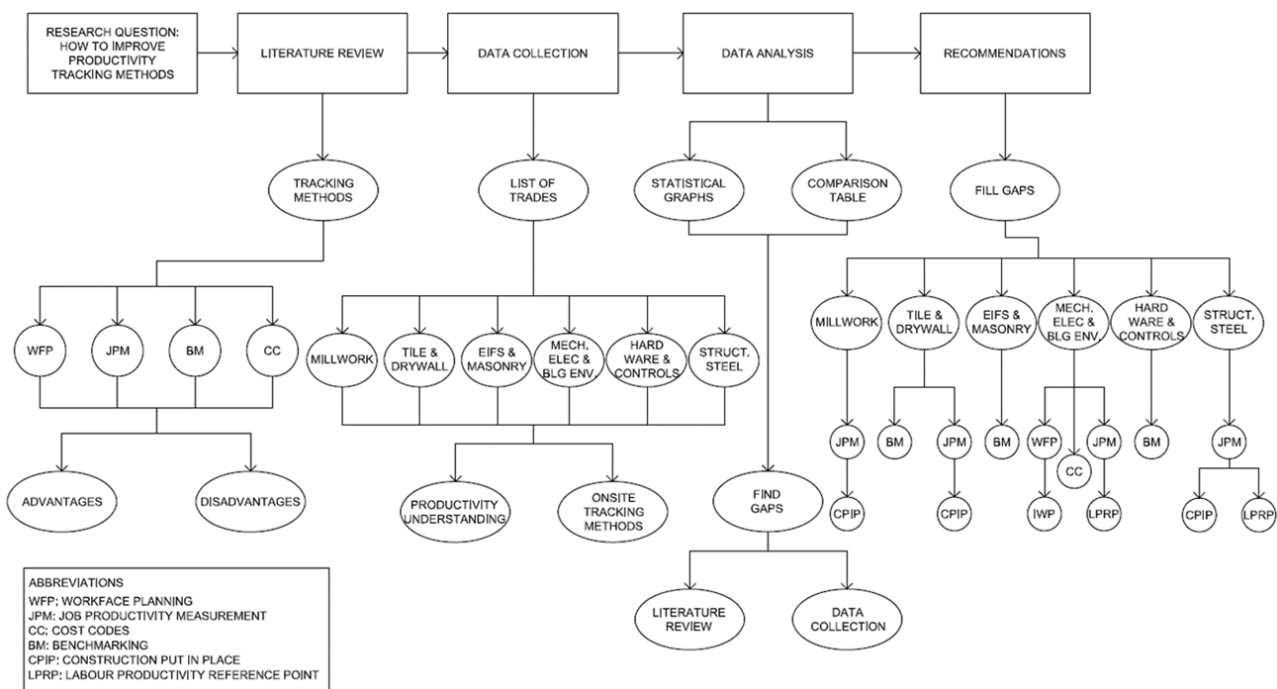 RESEARCH QUESTION:
HOW TO IMPROVE
PRODUCTIVITY
TRACKING METHODS
LITERATURE REVIEW
DATA COLLECTION
DATA ANALYSIS
RECOMMENDATIONS
TRACKING
METHODS
LIST OF
TRADES
STATISTICAL
GRAPHS
COMPARISON
TABLE
FILL GAPS
WFP
JPM
BM
CC
MILLWORK
TILE &
DRYWALL
EIFS &
MASONRY
MECH,
ELEC &
BLG ENV.
HARD
WARE &
CONTROLS
STRUCT.
STEEL
MILLWORK
TILE &
DRYWALL
EIFS &
MASONRY
MECH,
ELEC &
BLG ENV.
HARD
WARE &
CONTROLS
STRUCT.
STEEL
JPM
BM
JPM
BM
WFP
CC
JPM
BM
JPM
CPIP
CPIP
IWP
LPRP
CPIP
LPRP
ADVANTAGES
DISADVANTAGES
PRODUCTIVITY
UNDERSTANDING
ONSITE
TRACKING
METHODS
FIND
GAPS
LITERATURE
REVIEW
DATA
COLLECTION
ABBREVIATIONS
WFP: WORKFACE PLANNING
JPM: JOB PRODUCTIVITY MEASUREMENT
CC: COST CODES
BM: BENCHMARKING
CPIP: CONSTRUCTION PUT IN PLACE
LPRP: LABOUR PRODUCTIVITY REFERENCE POINT